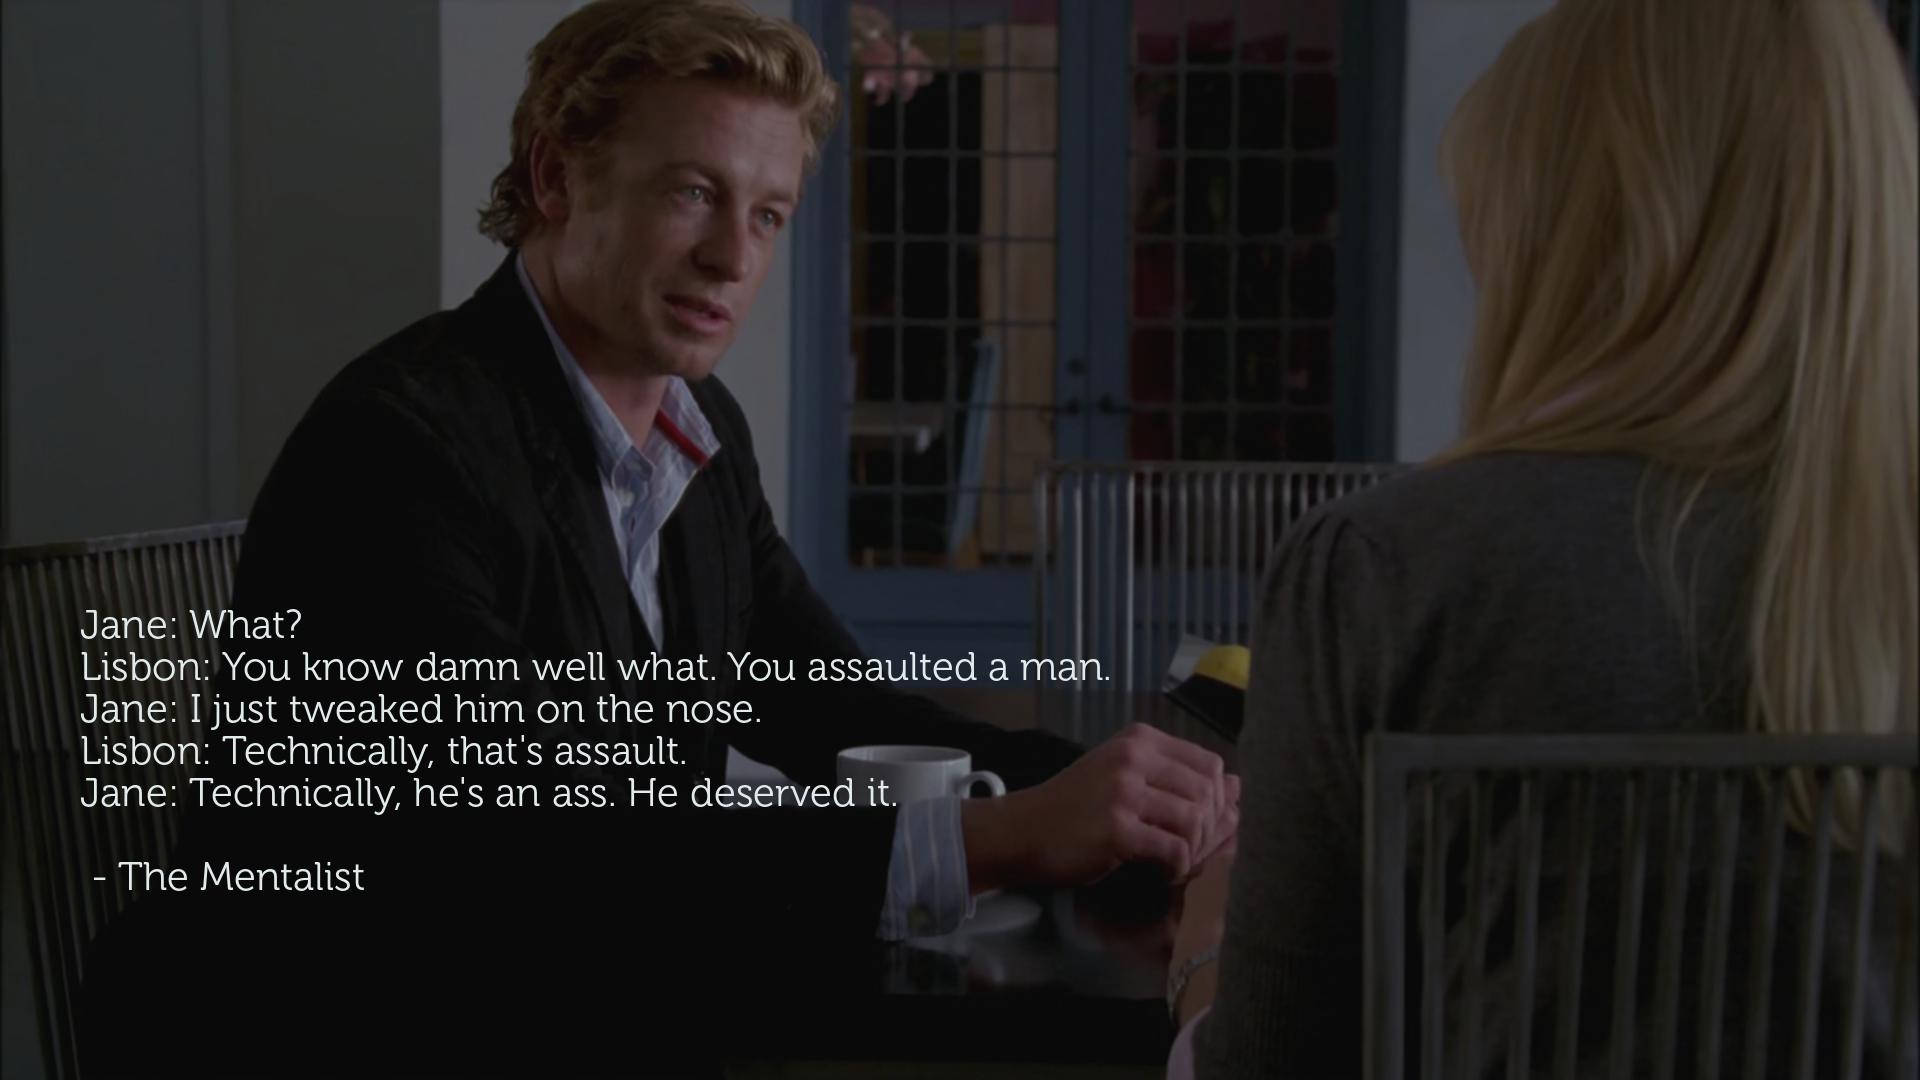 Jane: What?
Lisbon: You know damn well what. You assaulted a man.
Jane: I just tweaked him on the nose.
Lisbon: Technically, that's assault.
Jane: Technically, he's an ass. He deserved it.
- The Mentalist